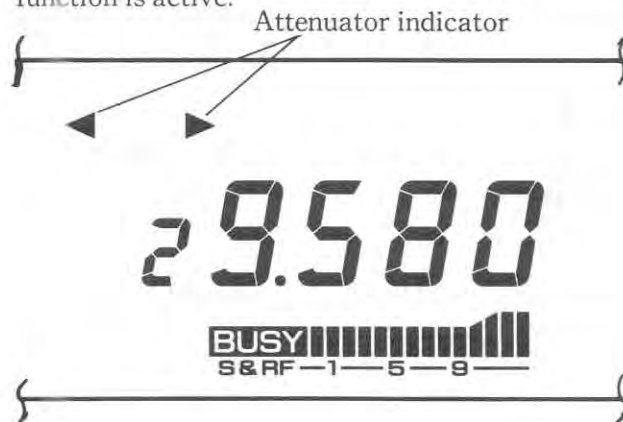 function is active.
Attenuator indicator
29.580
BUSY
S&RF—1—5—9—